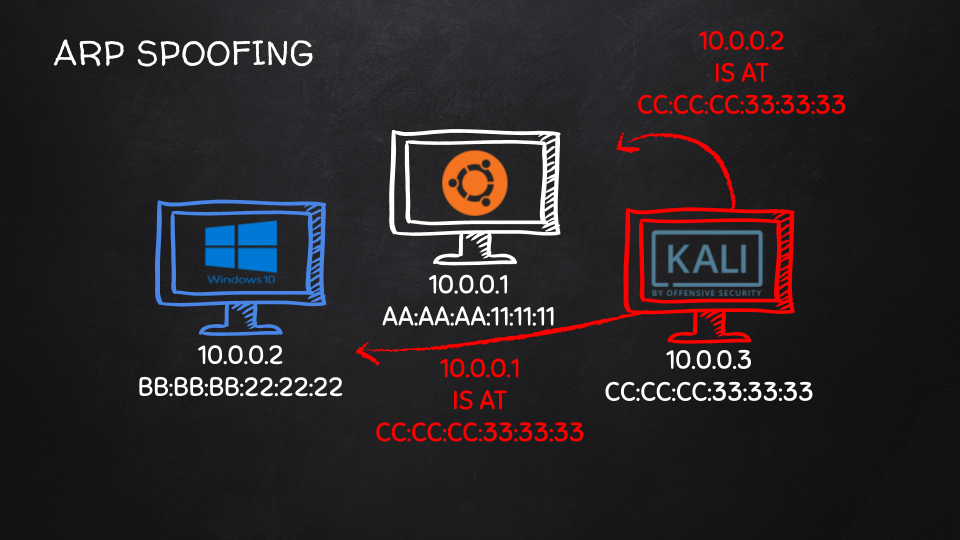 ARP SPOOFING
10.0.0.2
IS AT
CC:CC:CC:33:33:33
Windows 10
KALI
BY OFFENSIVE SECURITY
10.0.0.1
AA:AA:AA:11:11:11
10.0.0.2
BB:BB:BB:22:22:22
10.0.0.3
CC:CC:CC:33:33:33
10.0.0.1
IS AT
CC:CC:CC:33:33:33